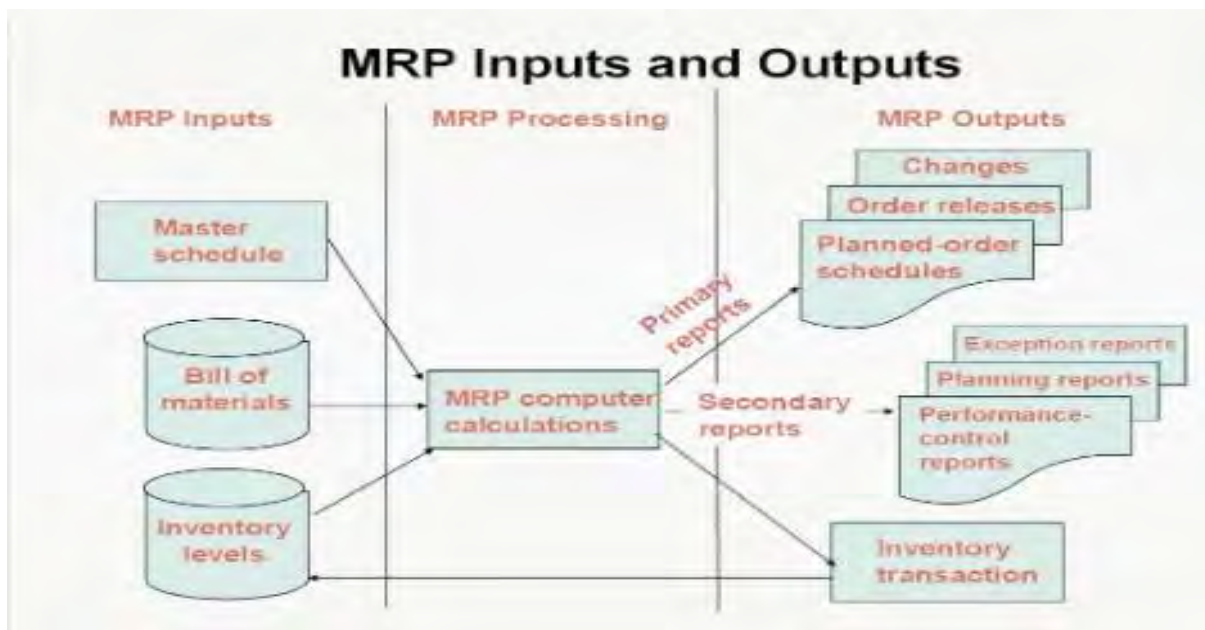 MRP Inputs and Outputs
MRP Inputs
MRP Processing
MRP Outputs
Changes
Order releases
Planned-order
schedules
Master
schedule
Primary
reports
Exception reports
Planning reports
Performance-
control
reports
Bill of
materials
MRP computer
calculations
Secondary
reports
Inventory
levels
Inventory
transaction